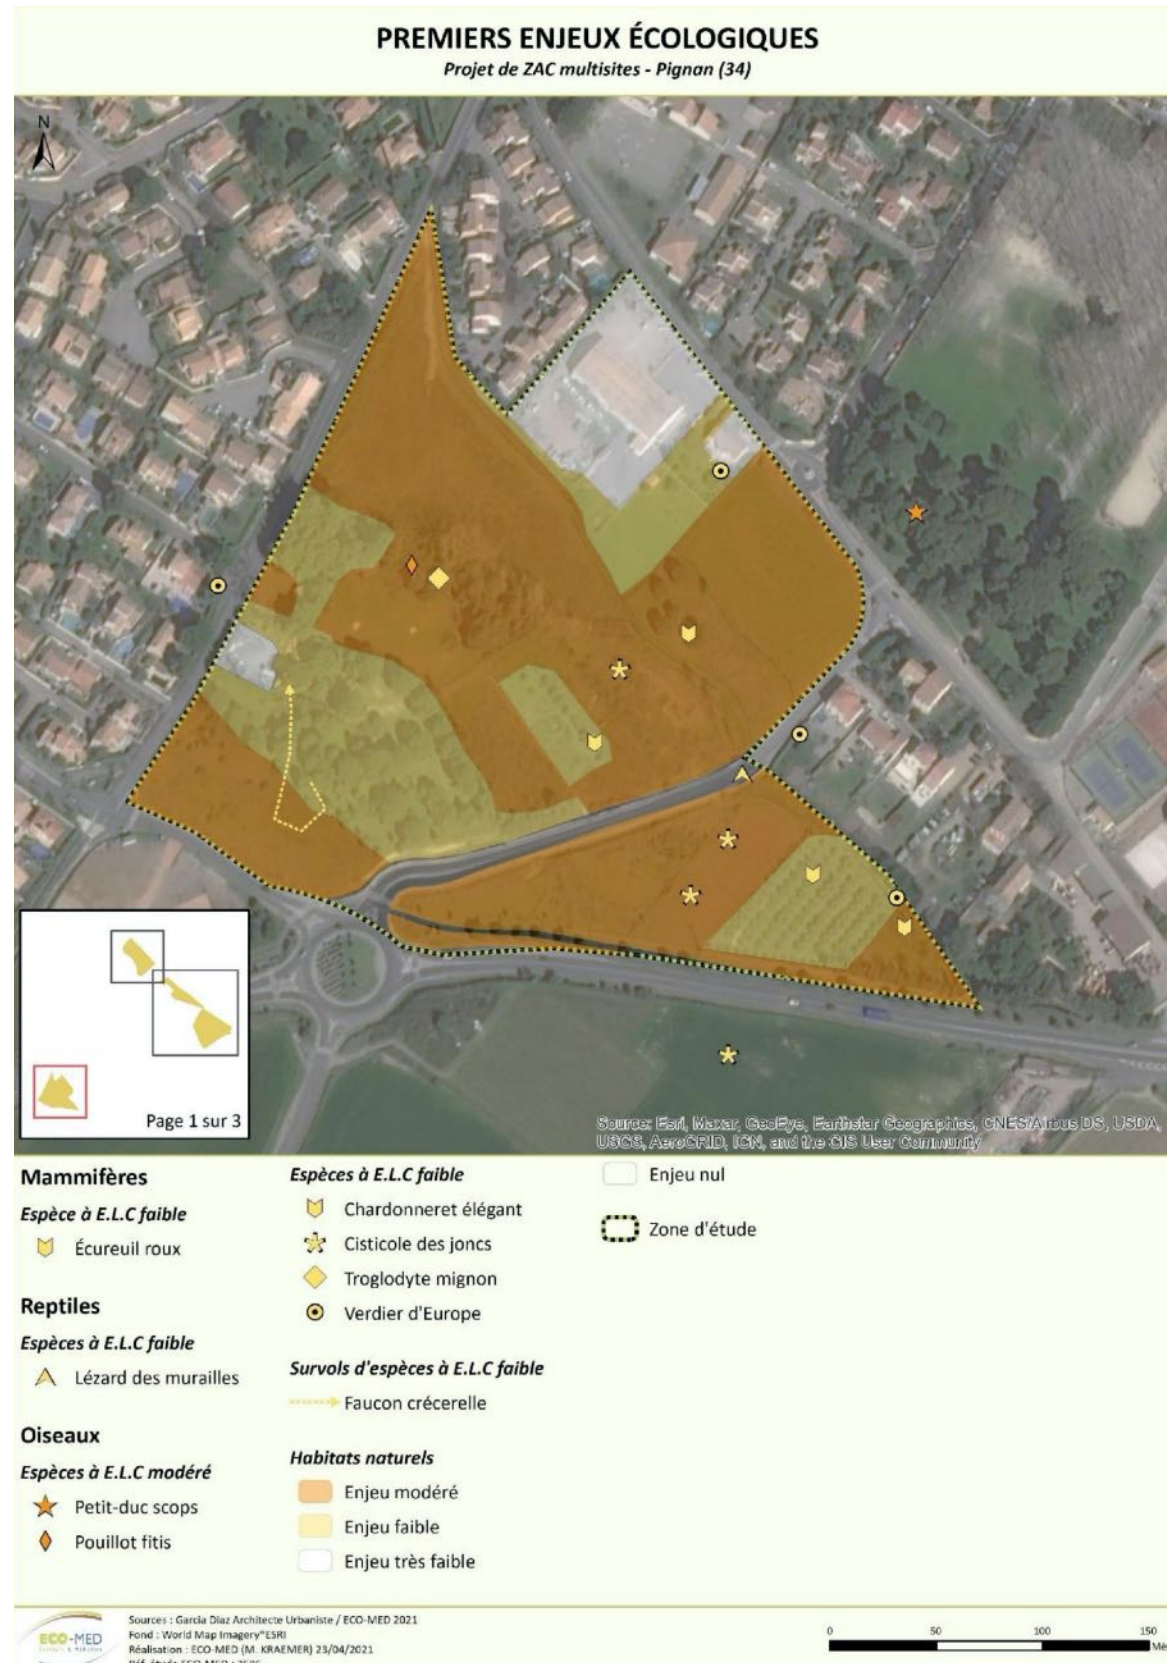 PREMIERS ENJEUX ÉCOLOGIQUES
Projet de ZAC multisites - Pignan (34)
N
Page 1 sur 3
Source: Esri, Maxar, GeoEye, Earthstar Geographics, CNES/Airbus DS, USDA,
USGS, AeroGRID, IGN, and the GIS User Community
Mammifères
Espèce à E.L.C faible
Écureuil roux
Reptiles
Espèces à E.L.C faible
Lézard des murailles
Oiseaux
Espèces à E.L.C modéré
Petit-duc scops
Pouillot fitis
Espèces à E.L.C faible
Chardonneret élégant
Cisticole des joncs
Troglodyte mignon
Verdier d'Europe
Survols d'espèces à E.L.C faible
Faucon crécerelle
Habitats naturels
Enjeu modéré
Enjeu faible
Enjeu très faible
Enjeu nul
Zone d'étude
ECO-MED
Sources : Garcia Diaz Architecte Urbaniste / ECO-MED 2021
Fond : World Map Imagery°ESRI
Réalisation : ECO-MED (M. KRAEMER) 23/04/2021
0 50 100 150